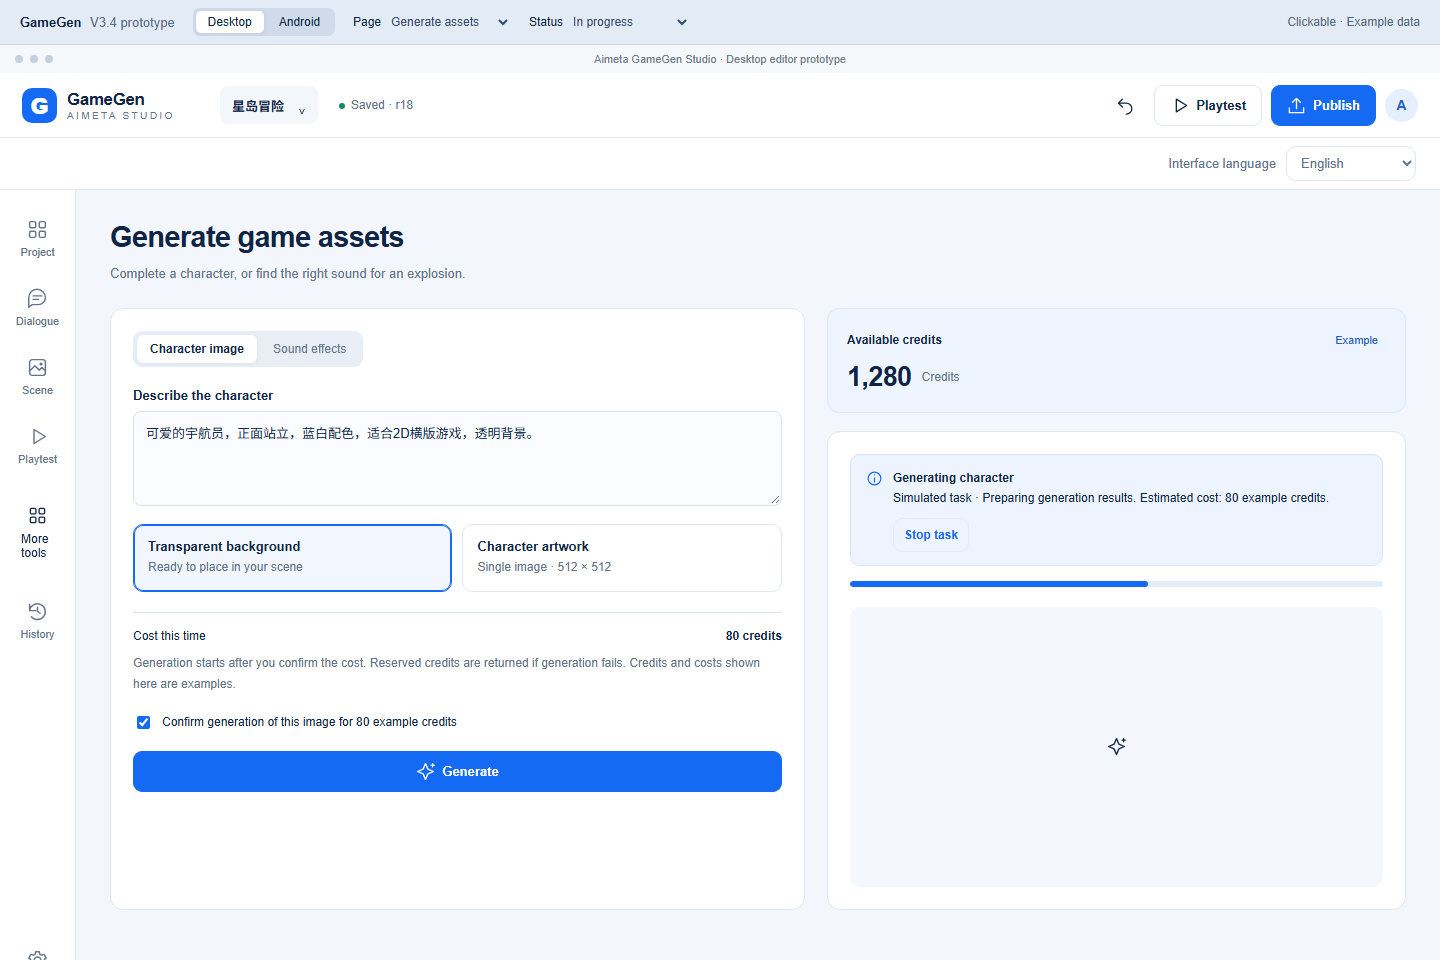 GameGen V3.4 prototype Desktop Android Page Generate assets Status In progress Clickable · Example data
Aimeta GameGen Studio · Desktop editor prototype
G GameGen
AIMETA STUDIO
星岛冒险
Saved · r18
Playtest
Publish
A
Interface language English
Project
Dialogue
Scene
Playtest
More
tools
History
Generate game assets
Complete a character, or find the right sound for an explosion.
Character image Sound effects
Describe the character
可爱的宇航员，正面站立，蓝白配色，适合2D横版游戏，透明背景。
Transparent background
Ready to place in your scene
Character artwork
Single image · 512 × 512
Cost this time 80 credits
Generation starts after you confirm the cost. Reserved credits are returned if generation fails. Credits and costs shown
here are examples.
Confirm generation of this image for 80 example credits
Generate
Available credits Example
1,280 Credits
Generating character
Simulated task · Preparing generation results. Estimated cost: 80 example credits.
Stop task